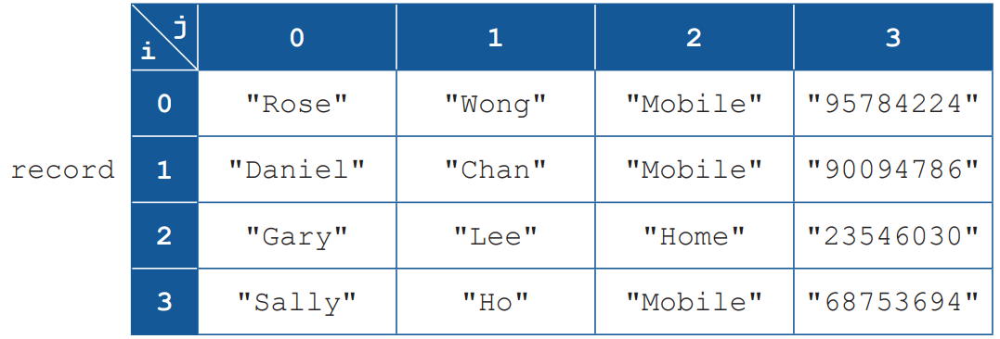 j
i
0 1 2 3
0 "Rose" "Wong" "Mobile" "95784224"
record 1 "Daniel" "Chan" "Mobile" "90094786"
2 "Gary" "Lee" "Home" "23546030"
3 "Sally" "Ho" "Mobile" "68753694"